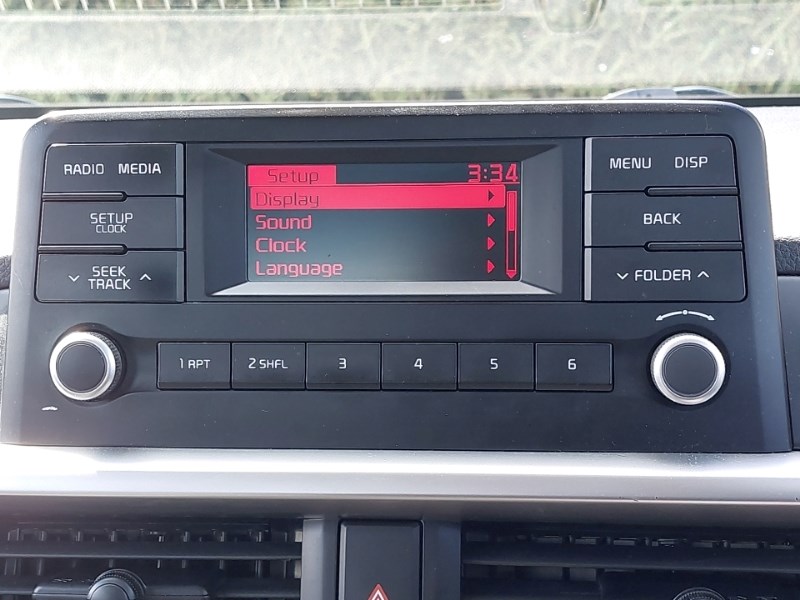 RADIO MEDIA
SETUP
CLOCK
SEEK
TRACK
Setup 3:34
Display
Sound
Clock
Language
MENU DISP
BACK
FOLDER
1 RPT 2 SHFL 3 4 5 6